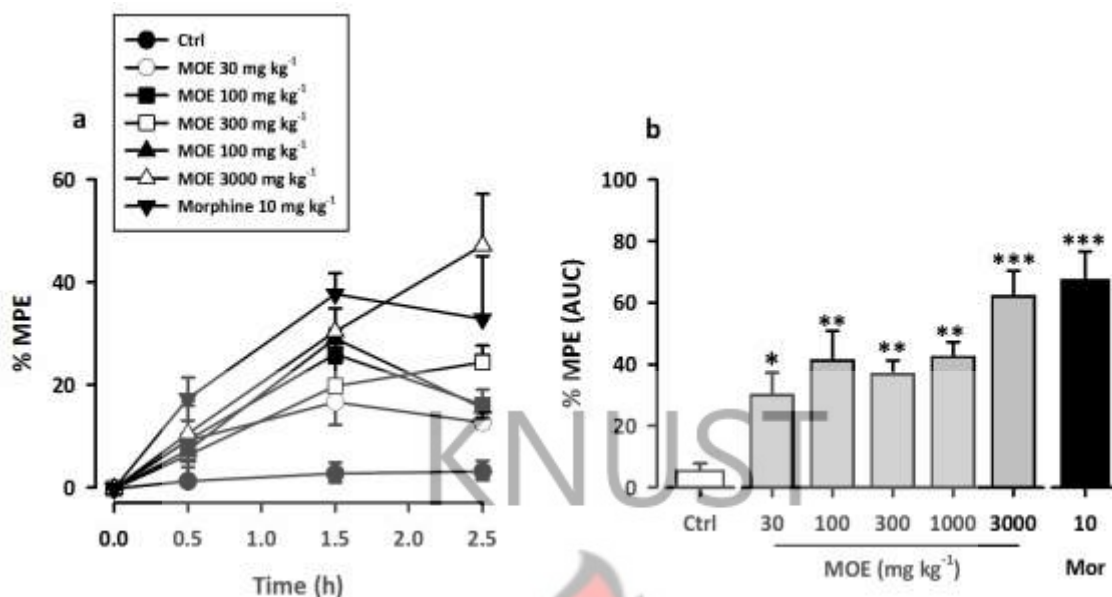 Ctrl
MOE 30 mg kg⁻¹
MOE 100 mg kg⁻¹
MOE 300 mg kg⁻¹
MOE 100 mg kg⁻¹
MOE 3000 mg kg⁻¹
Morphine 10 mg kg⁻¹
a
60
40
20
0
% MPE
0.0 0.5 1.0 1.5 2.0 2.5
Time (h)
b
100
80
60
40
20
0
% MPE (AUC)
* ** ** ** *** ***
Ctrl 30 100 300 1000 3000 10
MOE (mg kg⁻¹) Mor
KNUST